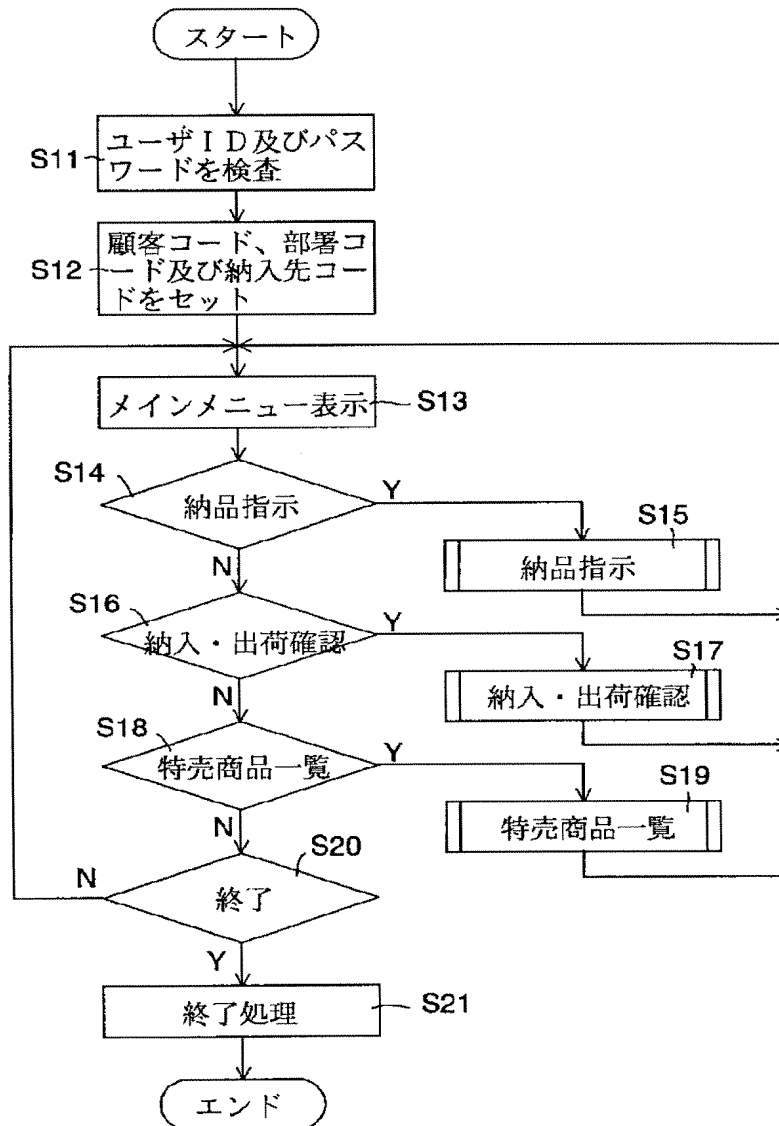 スタート
S11
ユーザID及びパス
ワードを検査
S12
顧客コード、部署コ
ード及び納入先コー
ドをセット
メインメニュー表示
S13
S14
納品指示
Y
N
S15
納品指示
S16
納入・出荷確認
Y
N
S17
納入・出荷確認
S18
特売商品一覧
Y
N
S19
特売商品一覧
S20
終了
N
Y
終了処理
S21
エンド